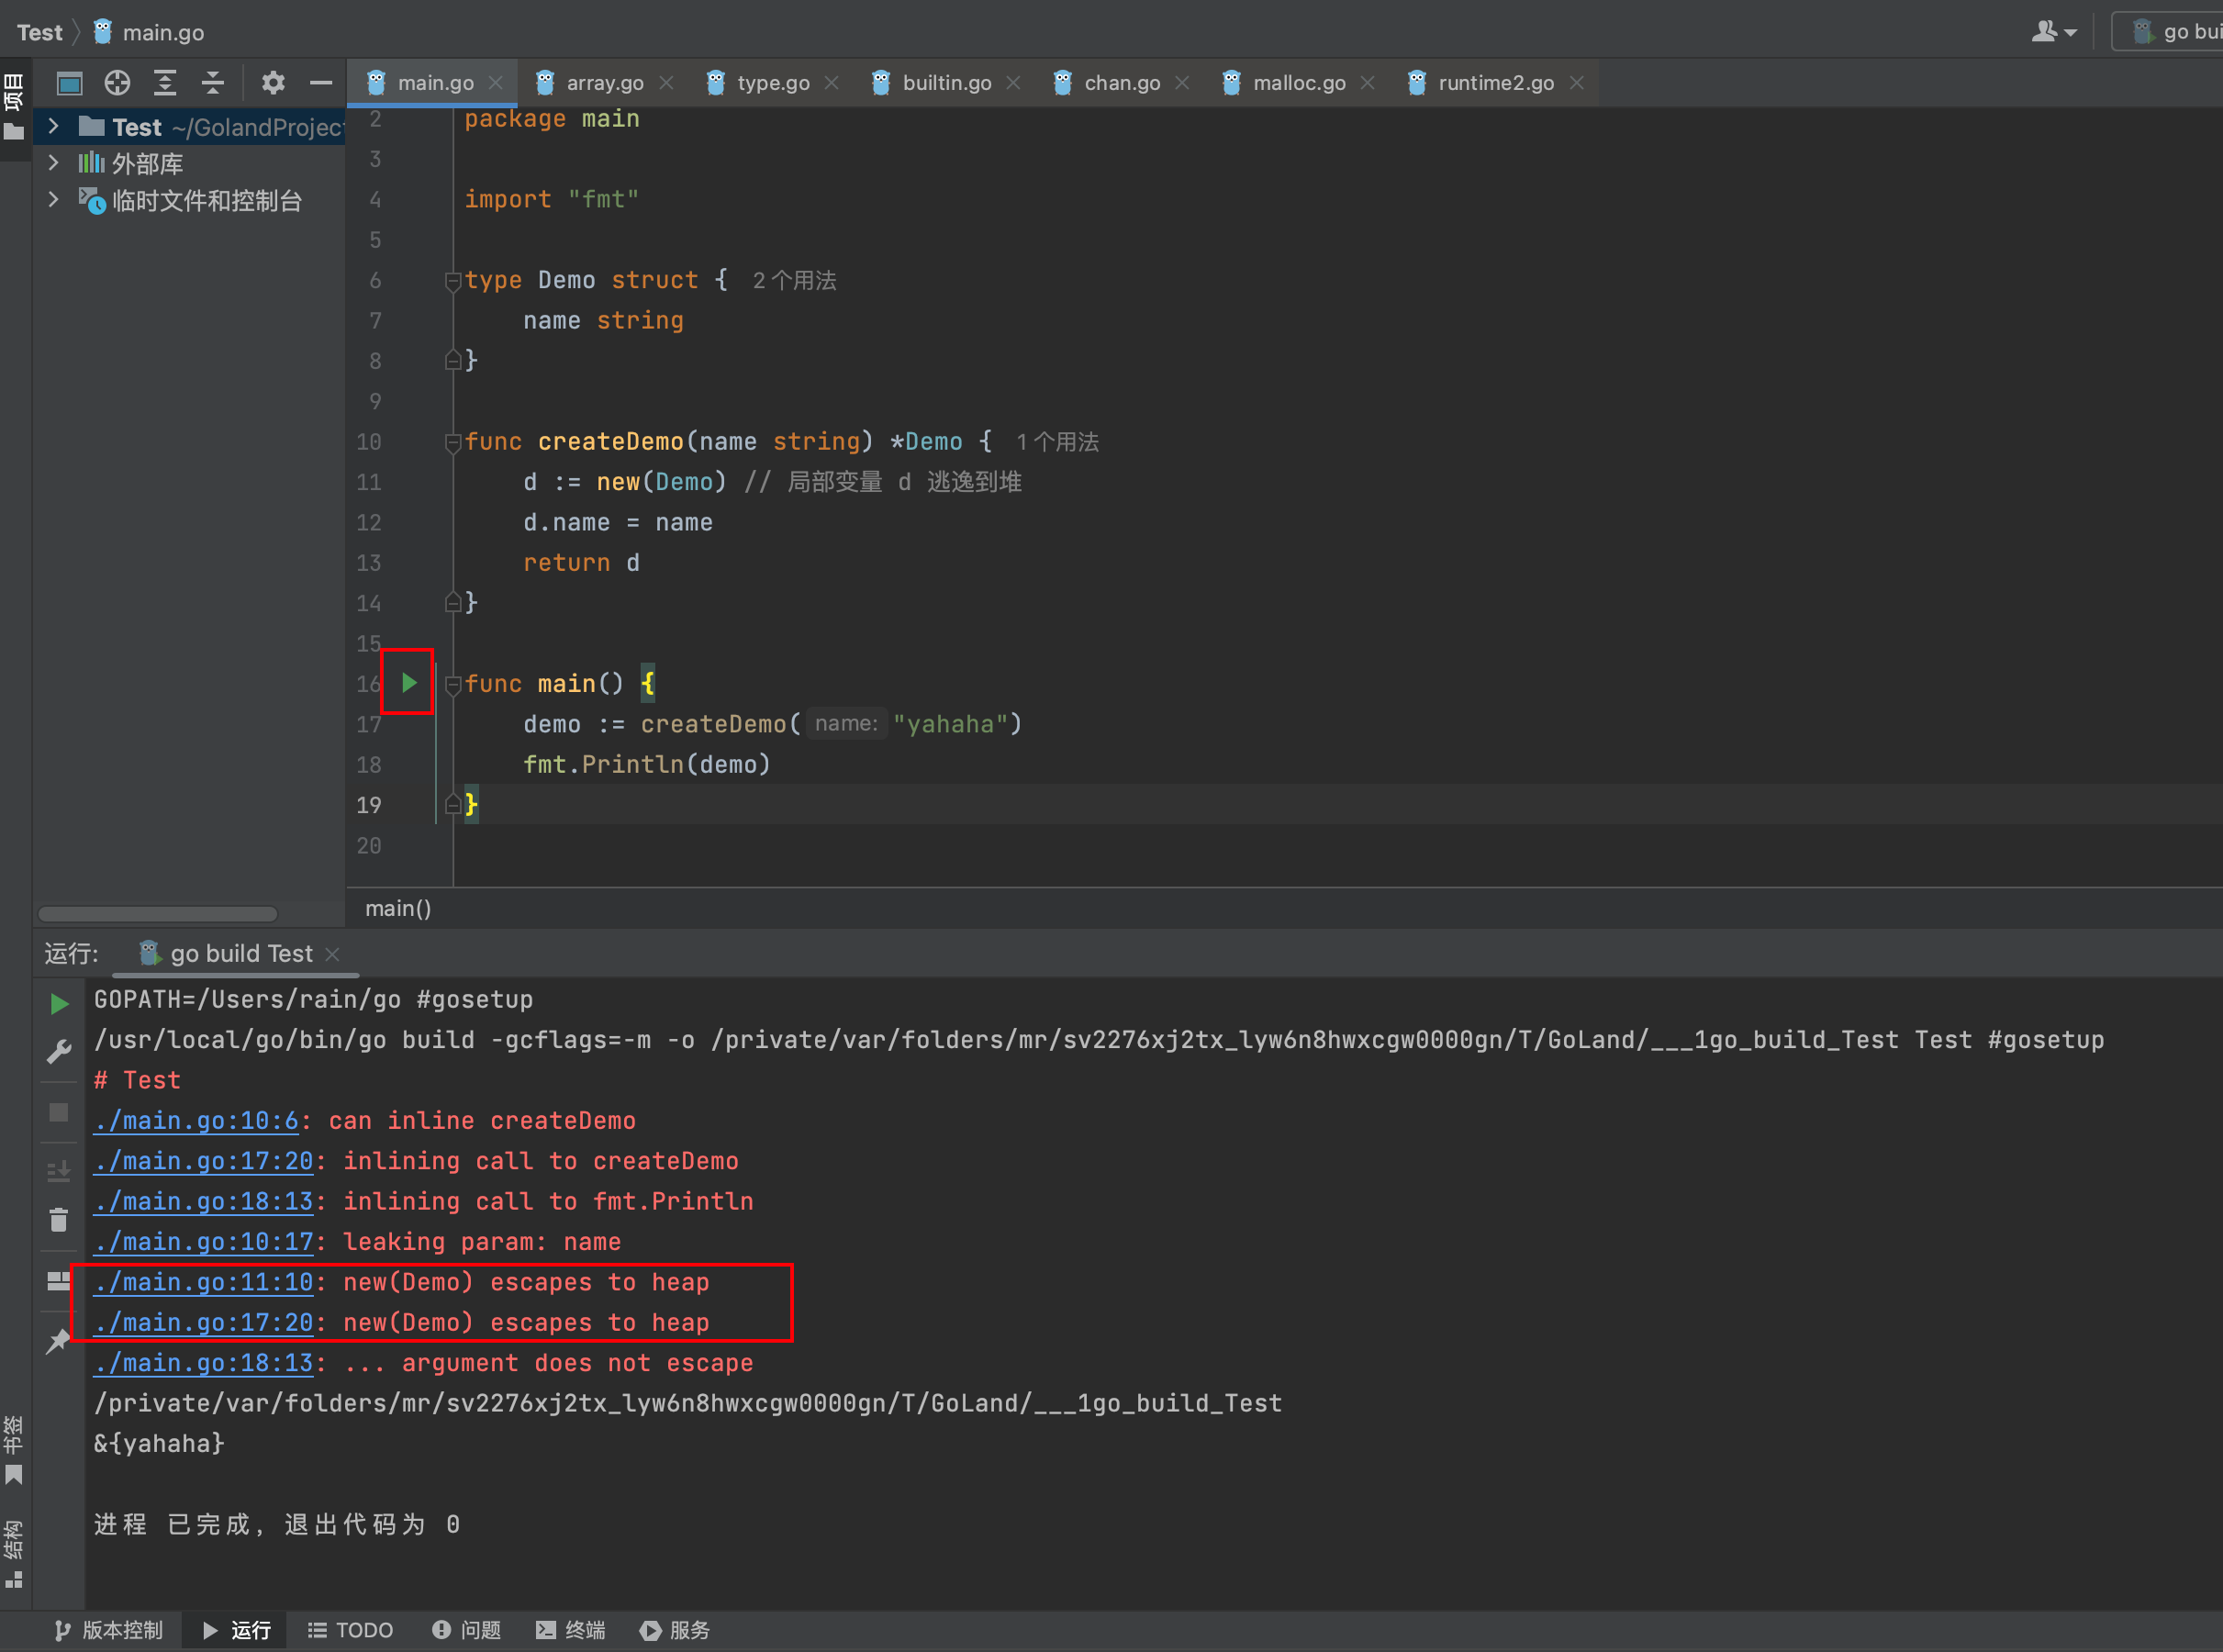 Test main.go go bui
项目
main.go array.go type.go builtin.go chan.go malloc.go runtime2.go
Test ~/GolandProject
外部库
临时文件和控制台
2 package main
3
4 import "fmt"
5
6 type Demo struct { 2 个用法
7 name string
8 }
9
10 func createDemo(name string) *Demo { 1 个用法
11 d := new(Demo) // 局部变量 d 逃逸到堆
12 d.name = name
13 return d
14 }
15
16 func main() {
17 demo := createDemo( name: "yahaha")
18 fmt.Println(demo)
19 }
20
main()
运行: go build Test
GOPATH=/Users/rain/go #gosetup
/usr/local/go/bin/go build -gcflags=-m -o /private/var/folders/mr/sv2276xj2tx_lyw6n8hwxcgw0000gn/T/GoLand/___1go_build_Test Test #gosetup
# Test
./main.go:10:6: can inline createDemo
./main.go:17:20: inlining call to createDemo
./main.go:18:13: inlining call to fmt.Println
./main.go:10:17: leaking param: name
./main.go:11:10: new(Demo) escapes to heap
./main.go:17:20: new(Demo) escapes to heap
./main.go:18:13: ... argument does not escape
/private/var/folders/mr/sv2276xj2tx_lyw6n8hwxcgw0000gn/T/GoLand/___1go_build_Test
&{yahaha}
进程 已完成, 退出代码为 0
书签
结构
版本控制 运行 TODO 问题 终端 服务